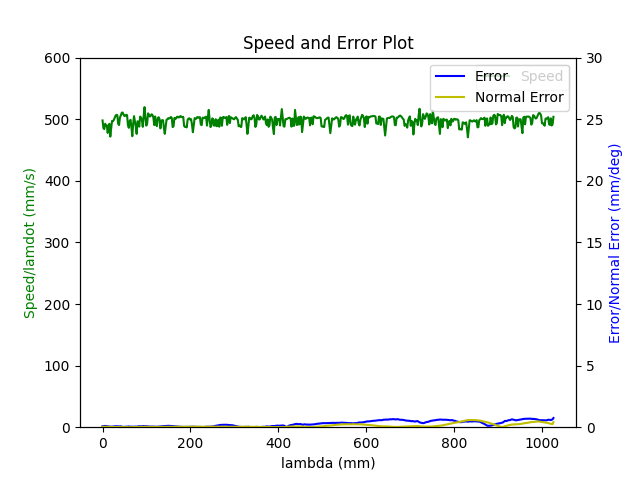 Speed and Error Plot
600
500
400
300
200
100
0
Speed/lamdot (mm/s)
30
25
20
15
10
5
0
Error/Normal Error (mm/deg)
Error
Speed
Normal Error
0 200 400 600 800 1000
lambda (mm)